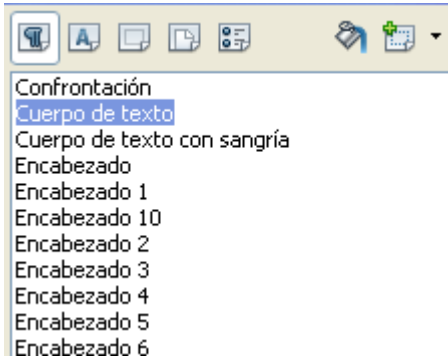 Confrontación
Cuerpo de texto
Cuerpo de texto con sangría
Encabezado
Encabezado 1
Encabezado 10
Encabezado 2
Encabezado 3
Encabezado 4
Encabezado 5
Encabezado 6